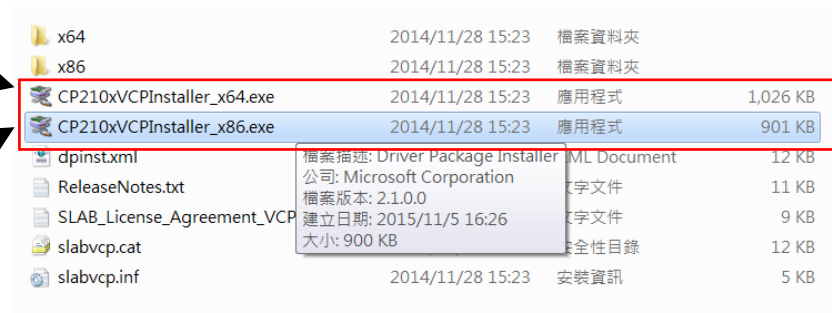 x64 2014/11/28 15:23 檔案資料夾
x86 2014/11/28 15:23 檔案資料夾
CP210xVCPInstaller_x64.exe 2014/11/28 15:23 應用程式 1,026 KB
CP210xVCPInstaller_x86.exe 2014/11/28 15:23 應用程式 901 KB
dpinst.xml ML Document 12 KB
檔案描述: Driver Package Installer
公司: Microsoft Corporation
檔案版本: 2.1.0.0
建立日期: 2015/11/5 16:26
大小: 900 KB
ReleaseNotes.txt 文字文件 11 KB
SLAB_License_Agreement_VCP 文字文件 9 KB
slabvcp.cat 安全性目錄 12 KB
slabvcp.inf 2014/11/28 15:23 安裝資訊 5 KB